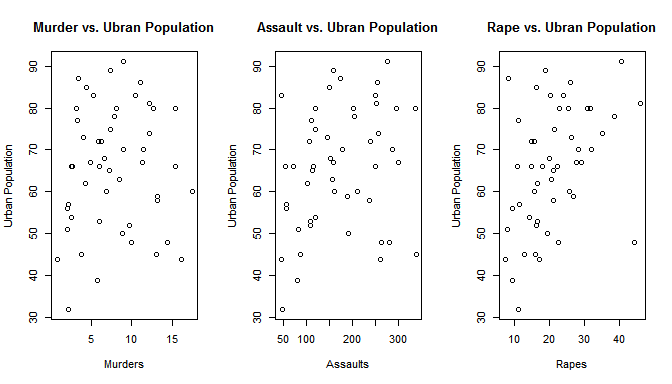 Murder vs. Ubran Population
Urban Population
90
80
70
60
50
40
30
5 10 15
Murders
Assault vs. Ubran Population
Urban Population
90
80
70
60
50
40
30
50 100 200 300
Assaults
Rape vs. Ubran Population
Urban Population
90
80
70
60
50
40
30
10 20 30 40
Rapes